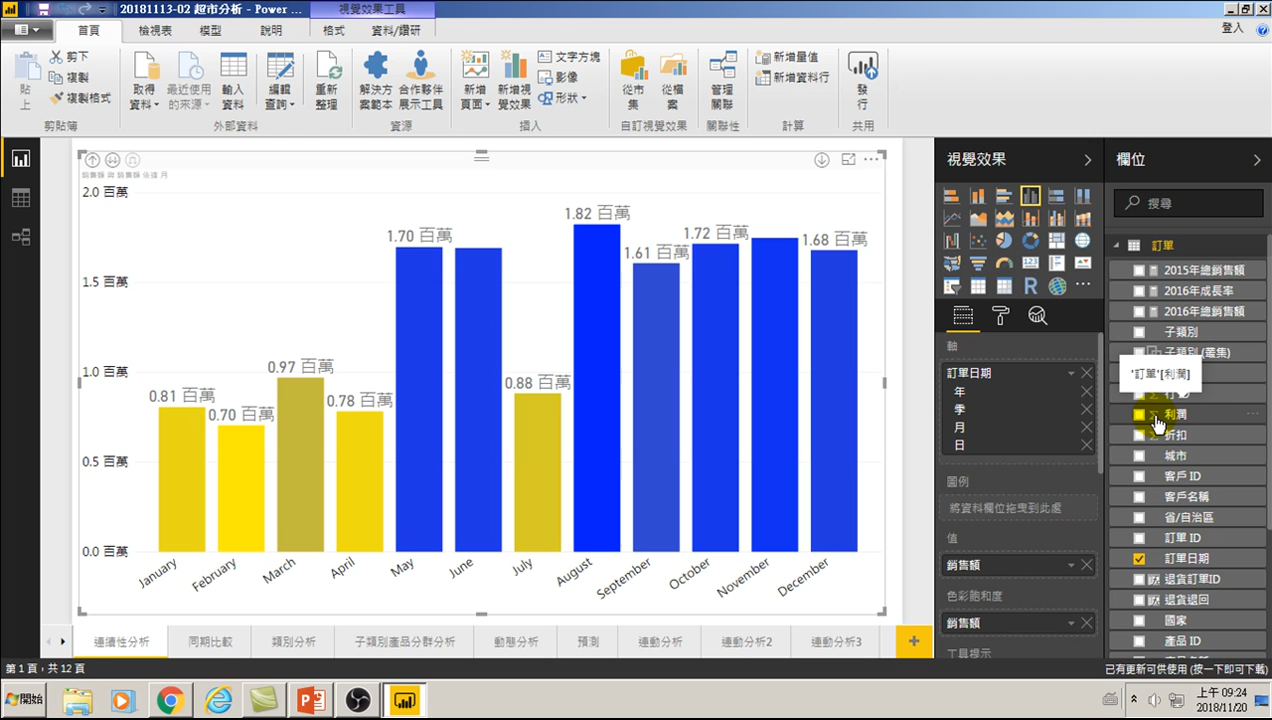 20181113-02 超市分析 - Power ...
視覺效果工具
首頁
檢視表
模型
說明
格式
資料/鑽研
登入
貼上
剪下
複製
複製格式
剪貼簿
取得資料
最近使用的來源
輸入資料
編輯查詢
重新整理
外部資料
解決方案範本
合作夥伴展示工具
資源
新增頁面
新增視覺效果
文字方塊
影像
形狀
插入
從市集
從檔案
自訂視覺效果
管理關聯
關聯性
新增量值
新增資料行
計算
發行
共用
銷售額 與 銷售額 依據 月
2.0 百萬
1.5 百萬
1.0 百萬
0.5 百萬
0.0 百萬
0.81 百萬
0.70 百萬
0.97 百萬
0.78 百萬
1.70 百萬
0.88 百萬
1.82 百萬
1.61 百萬
1.72 百萬
1.68 百萬
January
February
March
April
May
June
July
August
September
October
November
December
視覺效果
R
123
軸
訂單日期
年
季
月
日
圖例
將資料欄位拖曳到此處
值
銷售額
色彩飽和度
銷售額
工具提示
欄位
搜尋
訂單
2015年總銷售額
2016年成長率
2016年總銷售額
子類別
子類別 (叢集)
'訂單'[利潤]
利潤
折扣
城市
客戶 ID
客戶名稱
省/自治區
訂單 ID
訂單日期
退貨訂單ID
退貨退回
國家
產品 ID
連續性分析
同期比較
類別分析
子類別產品分群分析
動態分析
預測
連動分析
連動分析2
連動分析3
第 1 頁，共 12 頁
已有更新可供使用 (按一下即可下載)
開始
上午 09:24
2018/11/20